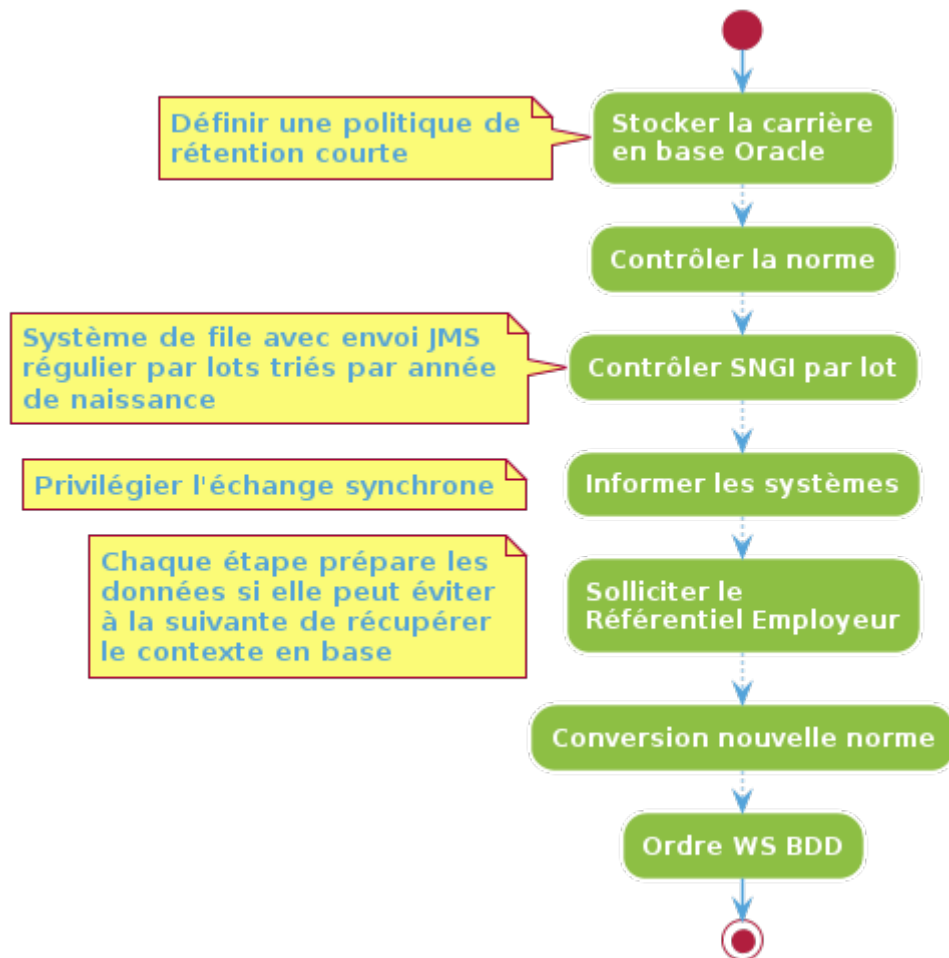 Définir une politique de
rétention courte
Stocker la carrière
en base Oracle
Contrôler la norme
Système de file avec envoi JMS
régulier par lots triés par année
de naissance
Contrôler SNGI par lot
Privilégier l'échange synchrone
Informer les systèmes
Chaque étape prépare les
données si elle peut éviter
à la suivante de récupérer
le contexte en base
Solliciter le
Référentiel Employeur
Conversion nouvelle norme
Ordre WS BDD